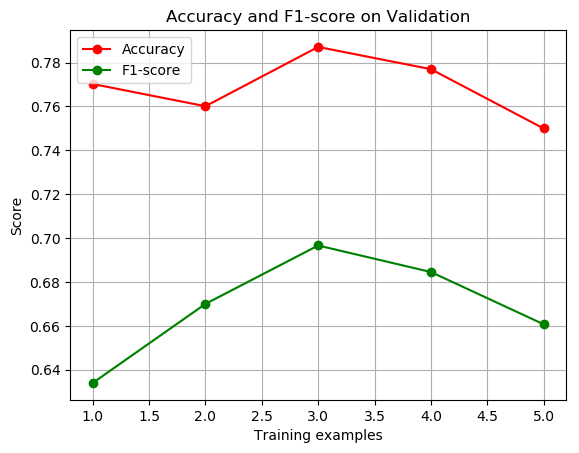 Accuracy and F1-score on Validation
Accuracy
F1-score
0.78
0.76
0.74
0.72
0.70
0.68
0.66
0.64
Score
1.0 1.5 2.0 2.5 3.0 3.5 4.0 4.5 5.0
Training examples